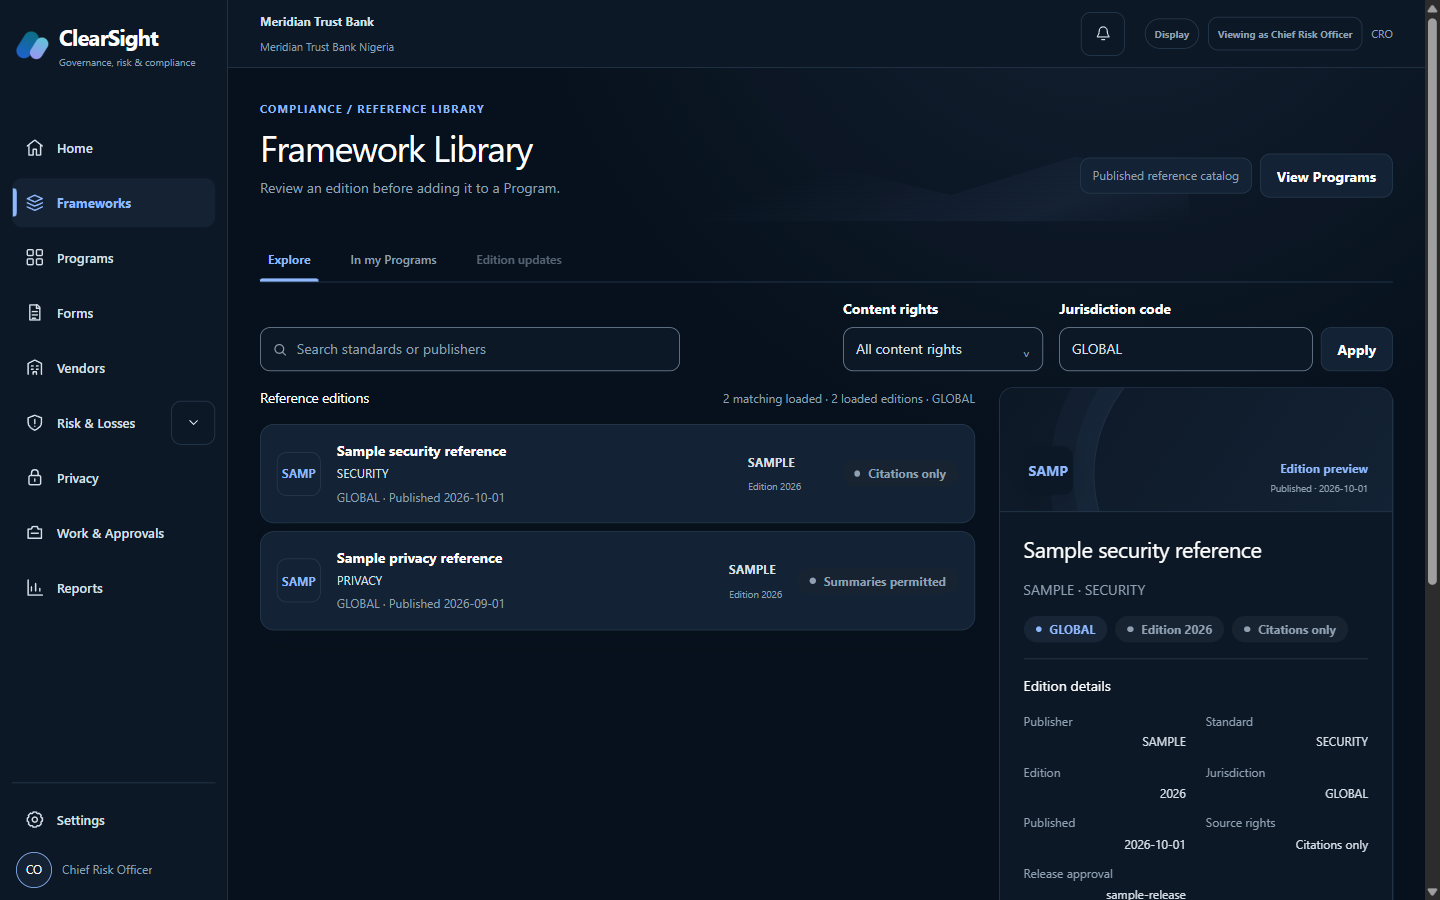 ClearSight
Governance, risk & compliance
Home
Frameworks
Programs
Forms
Vendors
Risk & Losses
Privacy
Work & Approvals
Reports
Settings
CO
Chief Risk Officer
Meridian Trust Bank
Meridian Trust Bank Nigeria
Display
Viewing as Chief Risk Officer
CRO
COMPLIANCE / REFERENCE LIBRARY
Framework Library
Review an edition before adding it to a Program.
Published reference catalog
View Programs
Explore
In my Programs
Edition updates
Content rights
Jurisdiction code
Search standards or publishers
All content rights
GLOBAL
Apply
Reference editions
2 matching loaded · 2 loaded editions · GLOBAL
SAMP
Sample security reference
SECURITY
GLOBAL · Published 2026-10-01
SAMPLE
Edition 2026
Citations only
SAMP
Sample privacy reference
PRIVACY
GLOBAL · Published 2026-09-01
SAMPLE
Edition 2026
Summaries permitted
SAMP
Edition preview
Published · 2026-10-01
Sample security reference
SAMPLE · SECURITY
GLOBAL
Edition 2026
Citations only
Edition details
Publisher
SAMPLE
Standard
SECURITY
Edition
2026
Jurisdiction
GLOBAL
Published
2026-10-01
Source rights
Citations only
Release approval
sample-release